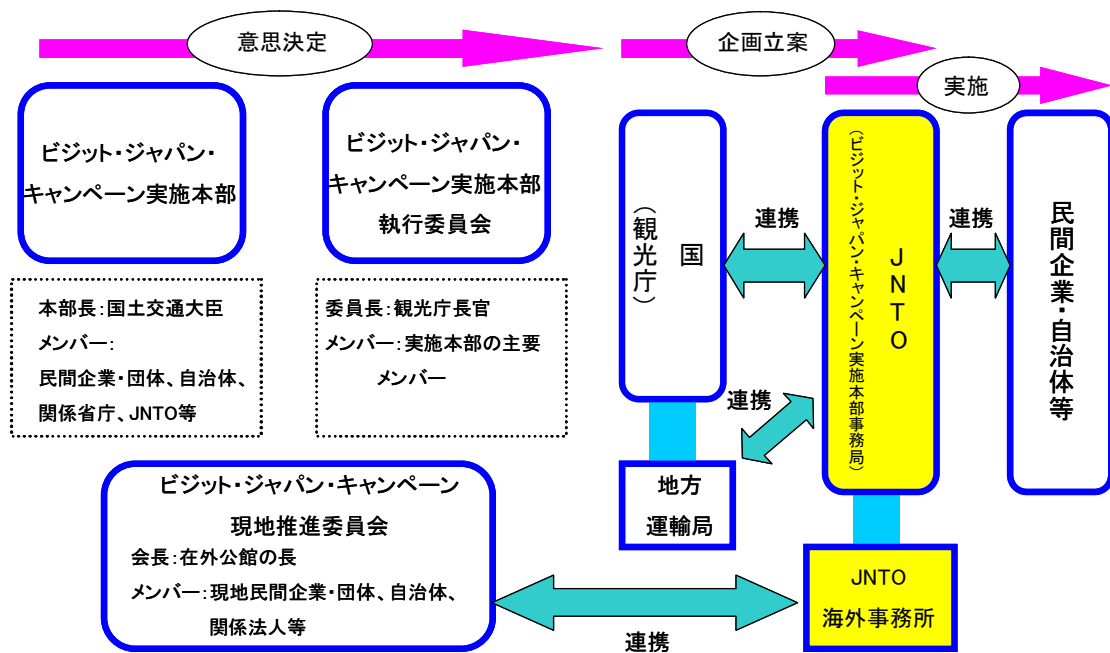 意思決定
企画立案
実施
ビジット・ジャパン・
キャンペーン実施本部
ビジット・ジャパン・
キャンペーン実施本部
執行委員会
本部長：国土交通大臣
メンバー：
民間企業・団体、自治体、
関係省庁、JNTO等
委員長：観光庁長官
メンバー：実施本部の主要
メンバー
国
（観光庁）
連携
JNTO
（ビジット・ジャパン・キャンペーン実施本部事務局）
連携
民間企業・自治体等
連携
地方
運輸局
ビジット・ジャパン・キャンペーン
現地推進委員会
会長：在外公館の長
メンバー：現地民間企業・団体、自治体、
関係法人等
連携
JNTO
海外事務所